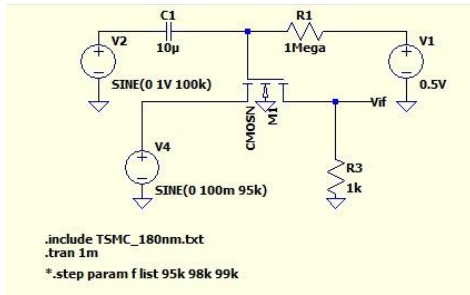 C1
R1
V2
10µ
1Mega
V1
SINE(0 1V 100k)
0.5V
CMOSN
M1
Vif
V4
R3
1k
SINE(0 100m 95k)
.include TSMC_180nm.txt
.tran 1m
*.step param f list 95k 98k 99k